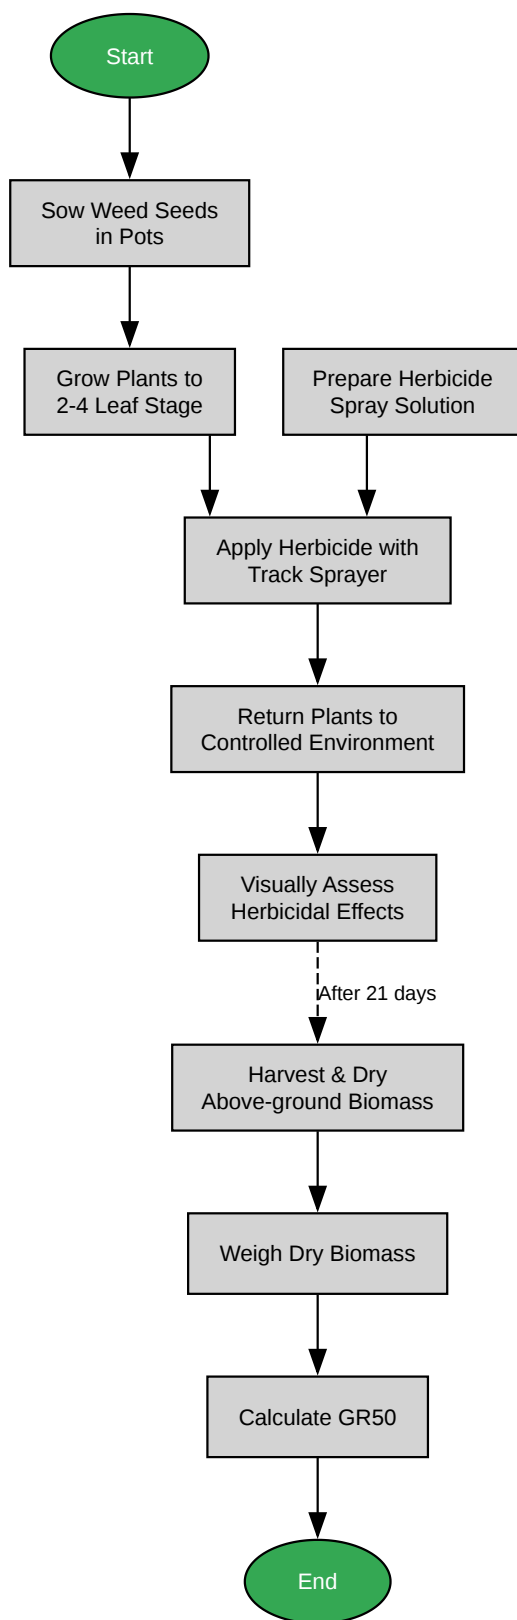 Start
Sow Weed Seeds
in Pots
Grow Plants to
2-4 Leaf Stage
Prepare Herbicide
Spray Solution
Apply Herbicide with
Track Sprayer
Return Plants to
Controlled Environment
Visually Assess
Herbicidal Effects
After 21 days
Harvest & Dry
Above-ground Biomass
Weigh Dry Biomass
Calculate GR50
End